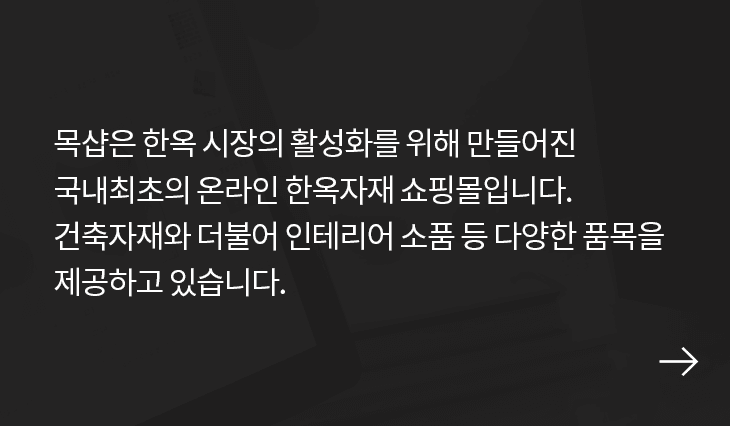 목샵은 한옥 시장의 활성화를 위해 만들어진
국내최초의 온라인 한옥자재 쇼핑몰입니다.
건축자재와 더불어 인테리어 소품 등 다양한 품목을
제공하고 있습니다.